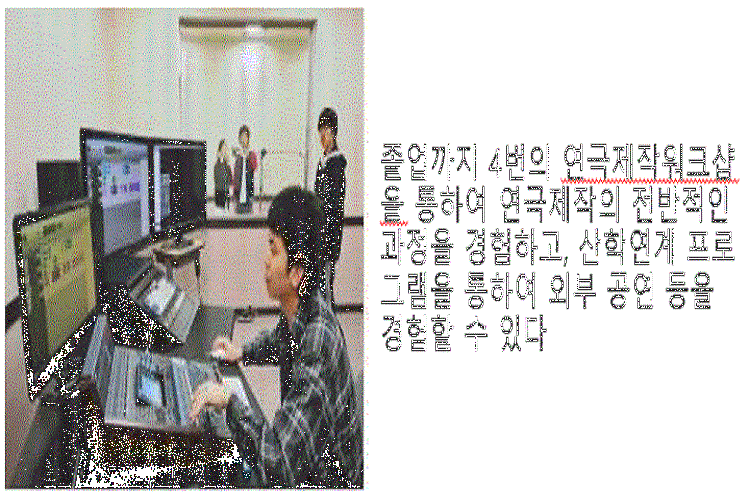 졸업까지 4번의 연극제작워크샵
을 통하여 연극제작의 전반적인
과정을 경험하고, 산학연계 프로
그램을 통하여 외부 공연 등을
경험할 수 있다